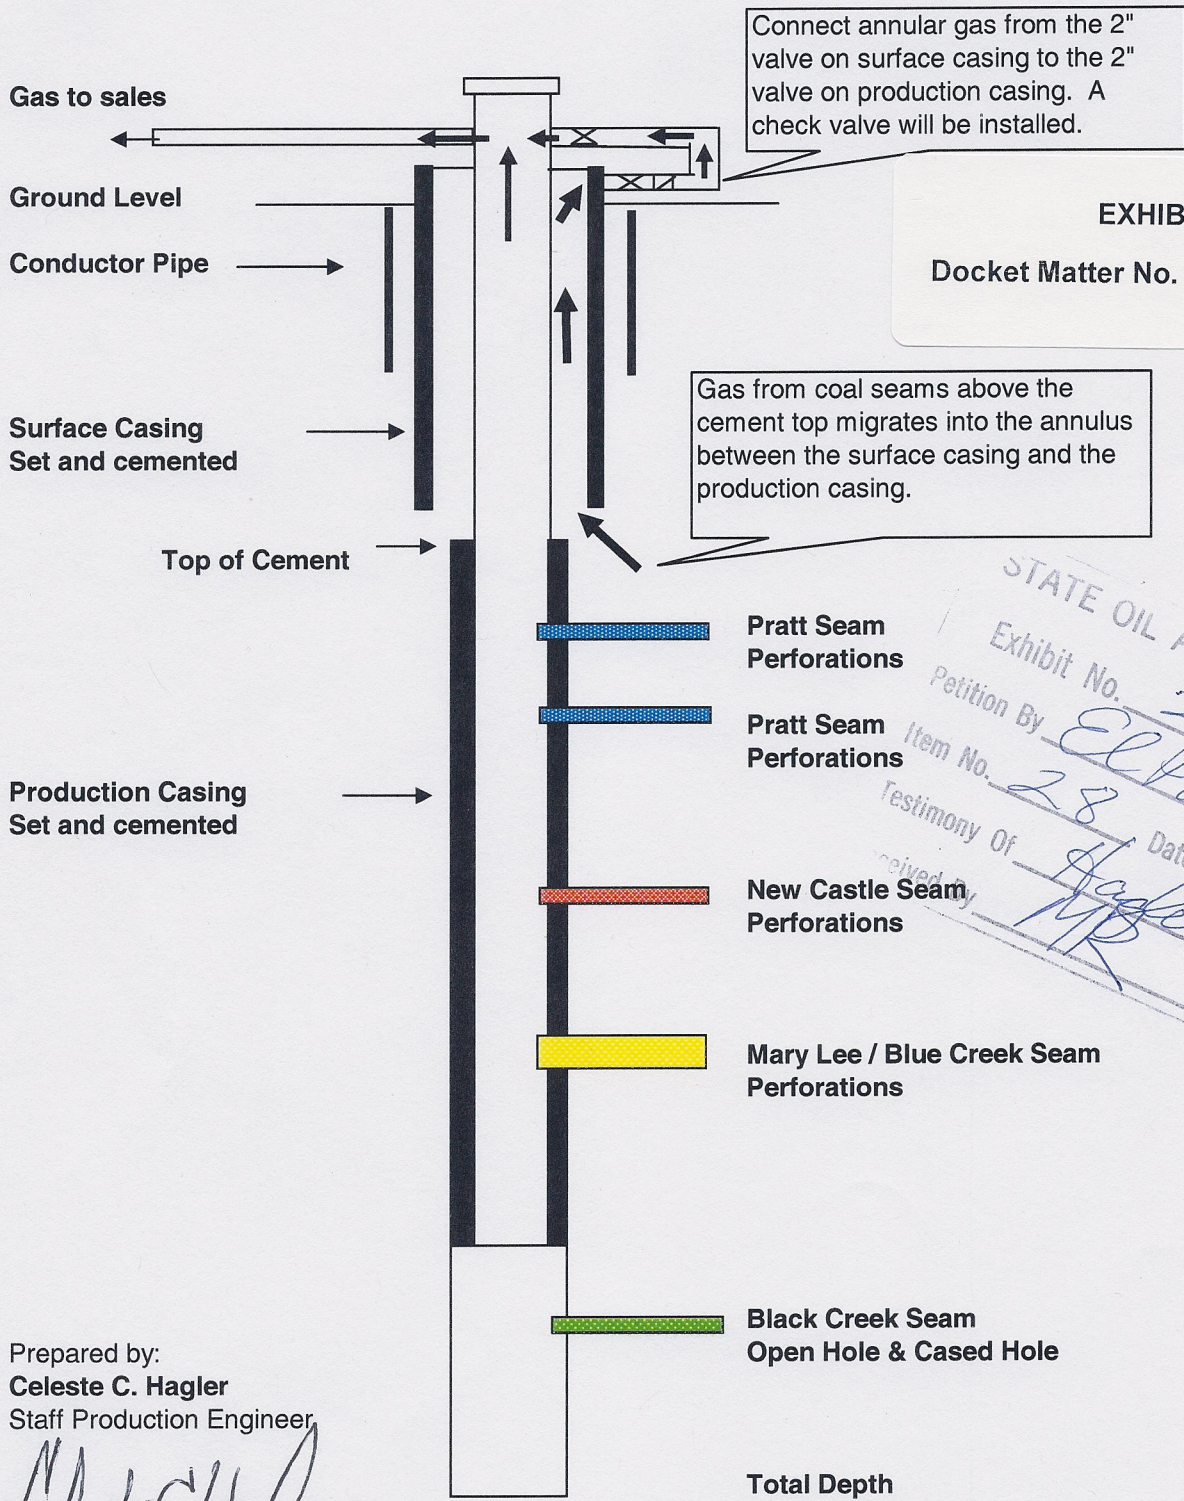 Connect annular gas from the 2"
valve on surface casing to the 2"
valve on production casing. A
check valve will be installed.
Gas to sales
Ground Level
EXHIB
Conductor Pipe
Docket Matter No.
Gas from coal seams above the
cement top migrates into the annulus
between the surface casing and the
production casing.
Surface Casing
Set and cemented
Top of Cement
STATE OIL
Exhibit No.
Petition By
Item No. 28 Dat
Testimony Of
ceived By MR
Pratt Seam
Perforations
Pratt Seam
Perforations
Production Casing
Set and cemented
New Castle Seam
Perforations
Mary Lee / Blue Creek Seam
Perforations
Black Creek Seam
Open Hole & Cased Hole
Prepared by:
Celeste C. Hagler
Staff Production Engineer
Total Depth